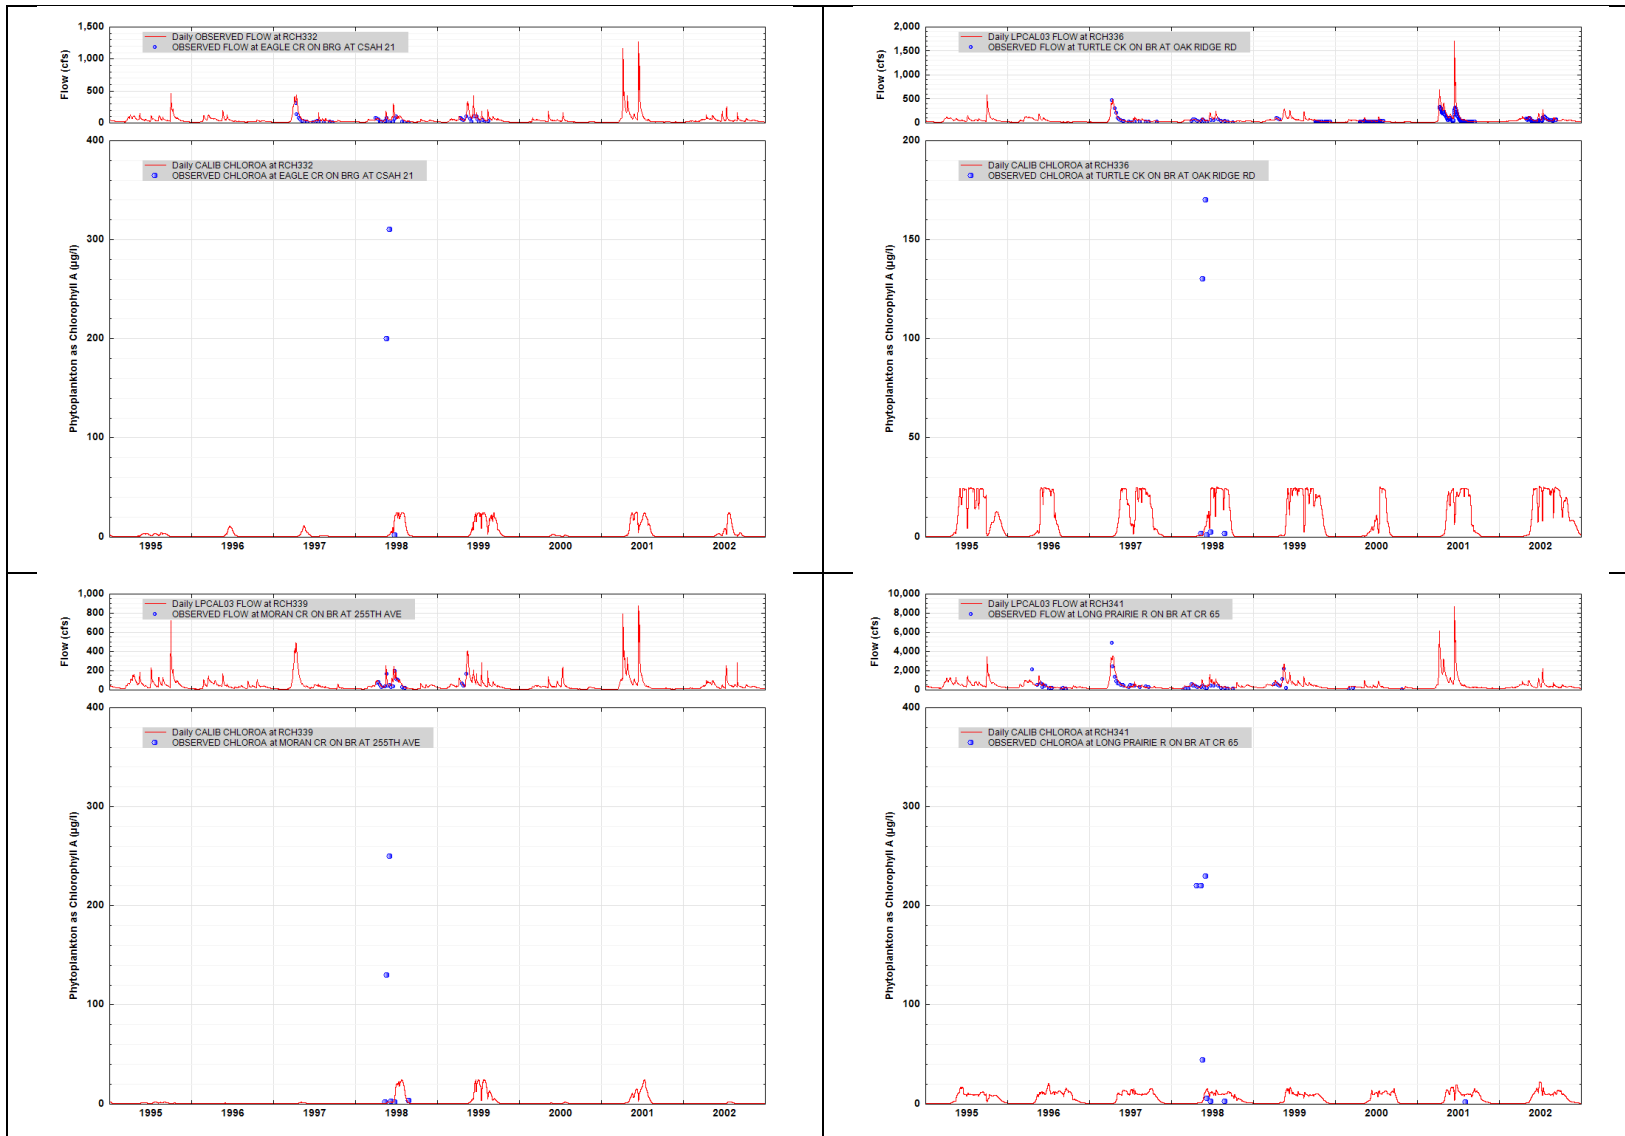 1,500
1,000
500
0
Flow (cfs)
Daily OBSERVED FLOW at RCH332
OBSERVED FLOW at EAGLE CR ON BRG AT CSAH 21
400
300
200
100
0
Phytoplankton as Chlorophyll A (µg/l)
Daily CALIB CHLOROA at RCH332
OBSERVED CHLOROA at EAGLE CR ON BRG AT CSAH 21
1995 1996 1997 1998 1999 2000 2001 2002
2,000
1,500
1,000
500
0
Flow (cfs)
Daily LPCAL03 FLOW at RCH336
OBSERVED FLOW at TURTLE CK ON BR AT OAK RIDGE RD
200
150
100
50
0
Phytoplankton as Chlorophyll A (µg/l)
Daily CALIB CHLOROA at RCH336
OBSERVED CHLOROA at TURTLE CK ON BR AT OAK RIDGE RD
1995 1996 1997 1998 1999 2000 2001 2002
1,000
800
600
400
200
0
Flow (cfs)
Daily LPCAL03 FLOW at RCH339
OBSERVED FLOW at MORAN CR ON BR AT 255TH AVE
400
300
200
100
0
Phytoplankton as Chlorophyll A (µg/l)
Daily CALIB CHLOROA at RCH339
OBSERVED CHLOROA at MORAN CR ON BR AT 255TH AVE
1995 1996 1997 1998 1999 2000 2001 2002
10,000
8,000
6,000
4,000
2,000
0
Flow (cfs)
Daily LPCAL03 FLOW at RCH341
OBSERVED FLOW at LONG PRAIRIE R ON BR AT CR 65
400
300
200
100
0
Phytoplankton as Chlorophyll A (µg/l)
Daily CALIB CHLOROA at RCH341
OBSERVED CHLOROA at LONG PRAIRIE R ON BR AT CR 65
1995 1996 1997 1998 1999 2000 2001 2002